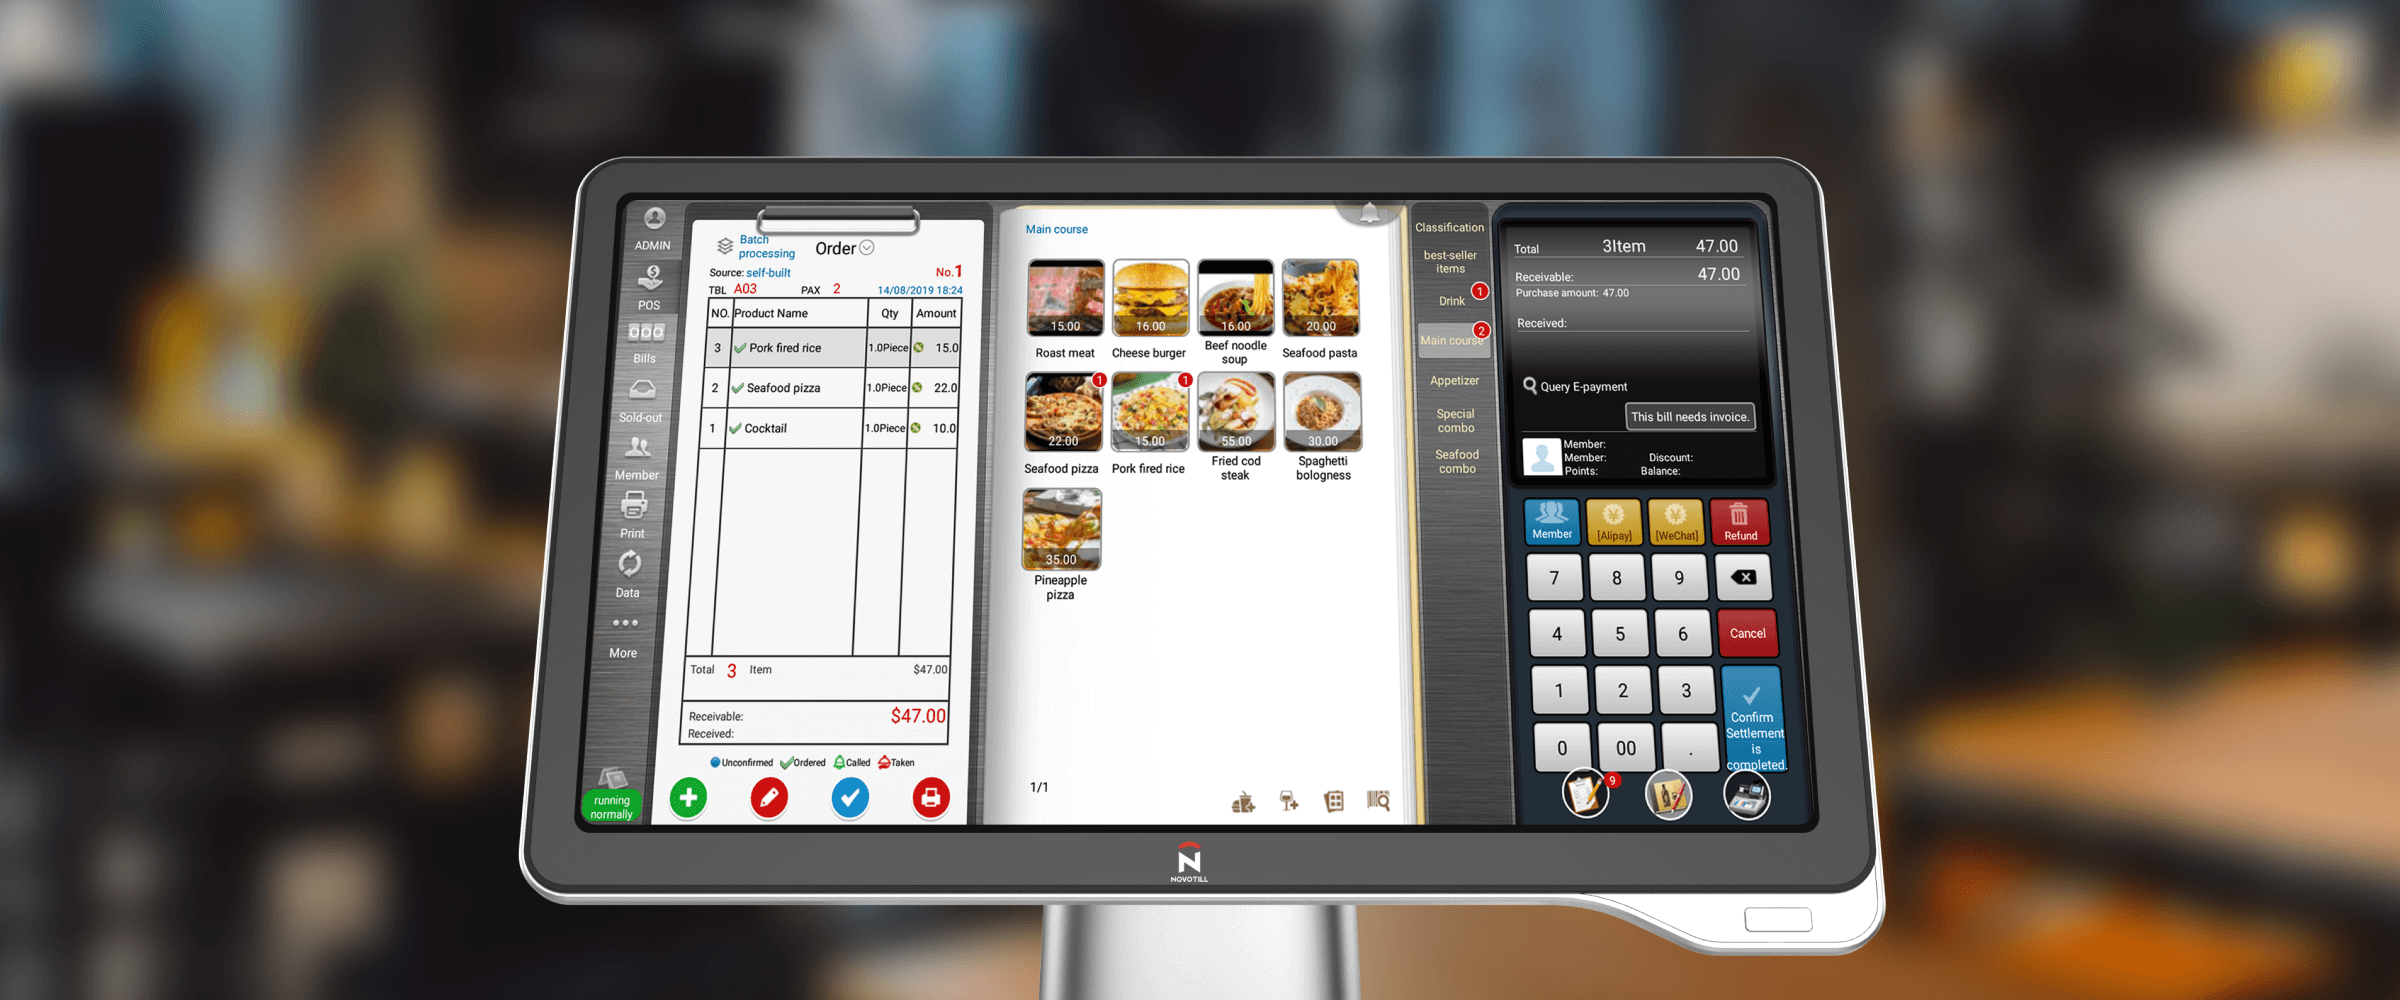 ADMIN
POS
Bills
Sold-out
Member
Print
Data
More
running
normally
Batch
processing
Order
Source: self-built
No.1
TBL A03 PAX 2 14/08/2019 18:24
NO. Product Name Qty Amount
3 Pork fired rice 1.0Piece 15.0
2 Seafood pizza 1.0Piece 22.0
1 Cocktail 1.0Piece 10.0
Total 3 Item $47.00
Receivable: $47.00
Received:
Unconfirmed Ordered Called Taken
Main course
15.00 16.00 16.00 20.00
Roast meat Cheese burger Beef noodle
soup Seafood pasta
1 1
22.00 15.00 55.00 30.00
Seafood pizza Pork fired rice Fried cod
steak Spaghetti
bologness
35.00
Pineapple
pizza
1/1
Classification
best-seller
items
Drink 1
Main course 2
Appetizer
Special
combo
Seafood
combo
Total 3Item 47.00
Receivable: 47.00
Purchase amount: 47.00
Received:
Query E-payment
This bill needs invoice.
Member:
Member: Discount:
Points: Balance:
Member [Alipay] [WeChat] Refund
7 8 9
4 5 6 Cancel
1 2 3
0 00 .
Confirm
Settlement
is
completed.
9
N
NOVOTILL